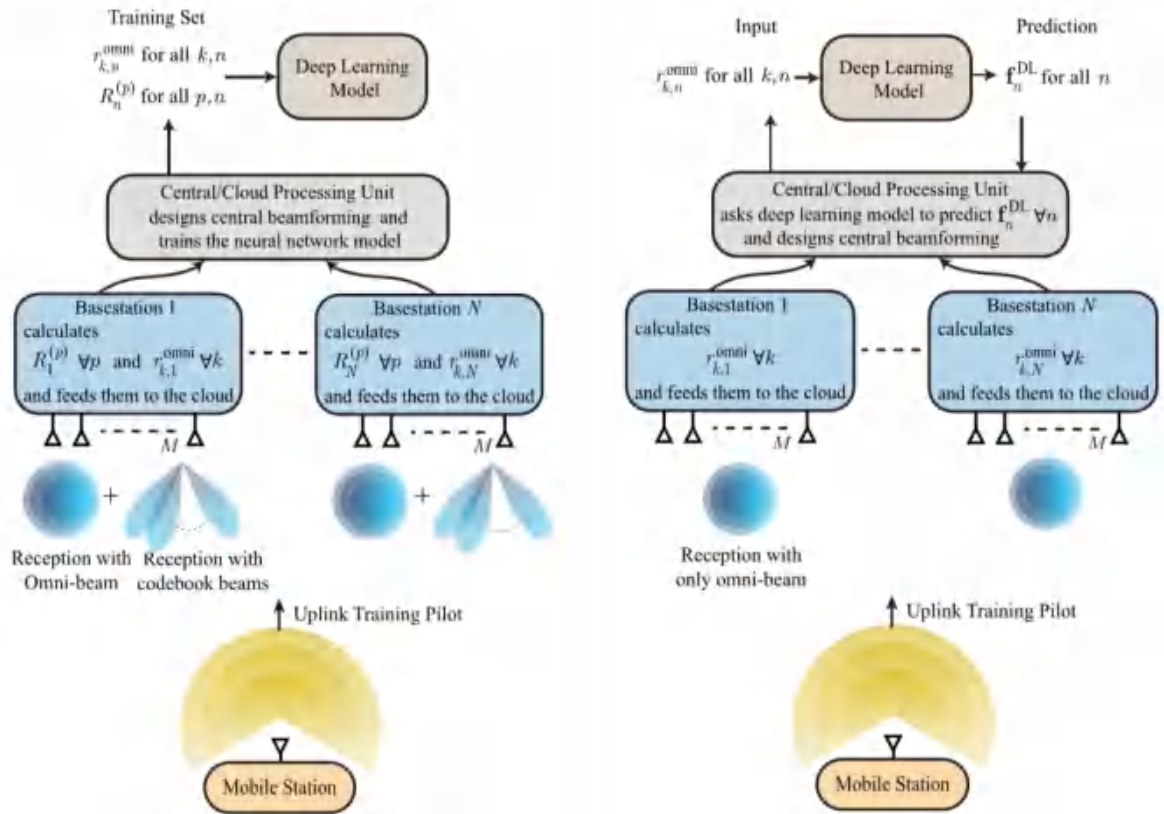 Training Set
r_{k,n}^{omni} for all k, n
R_n^{(p)} for all p, n
Deep Learning
Model
Central/Cloud Processing Unit
designs central beamforming and
trains the neural network model
Basestation 1
calculates
R_1^{(p)} ∀p and r_{k,1}^{omni} ∀k
and feeds them to the cloud
Basestation N
calculates
R_N^{(p)} ∀p and r_{k,N}^{omni} ∀k
and feeds them to the cloud
M
M
+
+
Reception with
Omni-beam
Reception with
codebook beams
Uplink Training Pilot
Mobile Station
Input
r_{k,n}^{omni} for all k, n
Deep Learning
Model
Prediction
f_n^{DL} for all n
Central/Cloud Processing Unit
asks deep learning model to predict f_n^{DL} ∀n
and designs central beamforming
Basestation 1
calculates
r_{k,1}^{omni} ∀k
and feeds them to the cloud
Basestation N
calculates
r_{k,N}^{omni} ∀k
and feeds them to the cloud
M
M
Reception with
only omni-beam
Uplink Training Pilot
Mobile Station